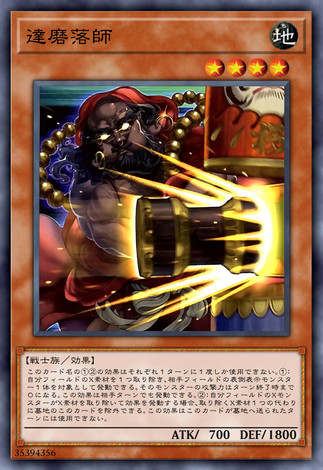 達磨落師
地
【戦士族／効果】
このカード名の①②の効果はそれぞれ１ターンに１度しか使用できない。①:
自分フィールドのX素材を１つ取り除き、相手フィールドの表側表示モンスタ
ー１体を対象として発動できる。そのモンスターの攻撃力はターン終了時まで
０になる。この効果は相手ターンでも発動できる。②:自分フィールドのXモン
スターがX素材を取り除いて効果を発動する場合、取り除くX素材１つの代わり
に墓地のこのカードを除外できる。この効果はこのカードが墓地へ送られたター
ンには使用できない。
ATK/ 700 DEF/1800
35394356